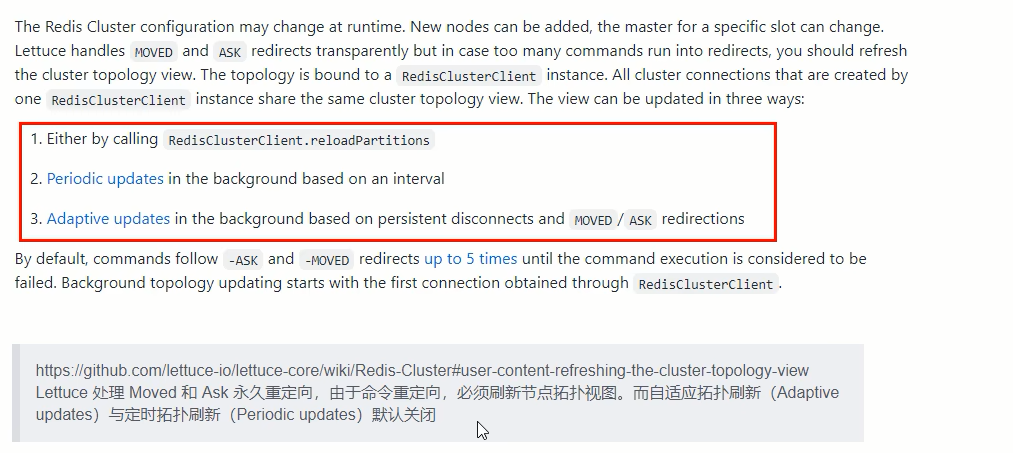 The Redis Cluster configuration may change at runtime. New nodes can be added, the master for a specific slot can change.
Lettuce handles MOVED and ASK redirects transparently but in case too many commands run into redirects, you should refresh
the cluster topology view. The topology is bound to a RedisClusterClient instance. All cluster connections that are created by
one RedisClusterClient instance share the same cluster topology view. The view can be updated in three ways:
1. Either by calling RedisClusterClient.reloadPartitions
2. Periodic updates in the background based on an interval
3. Adaptive updates in the background based on persistent disconnects and MOVED / ASK redirections
By default, commands follow -ASK and -MOVED redirects up to 5 times until the command execution is considered to be
failed. Background topology updating starts with the first connection obtained through RedisClusterClient.
https://github.com/lettuce-io/lettuce-core/wiki/Redis-Cluster#user-content-refreshing-the-cluster-topology-view
Lettuce 处理 Moved 和 Ask 永久重定向，由于命令重定向，必须刷新节点拓扑视图。而自适应拓扑刷新（Adaptive
updates）与定时拓扑刷新（Periodic updates）默认关闭